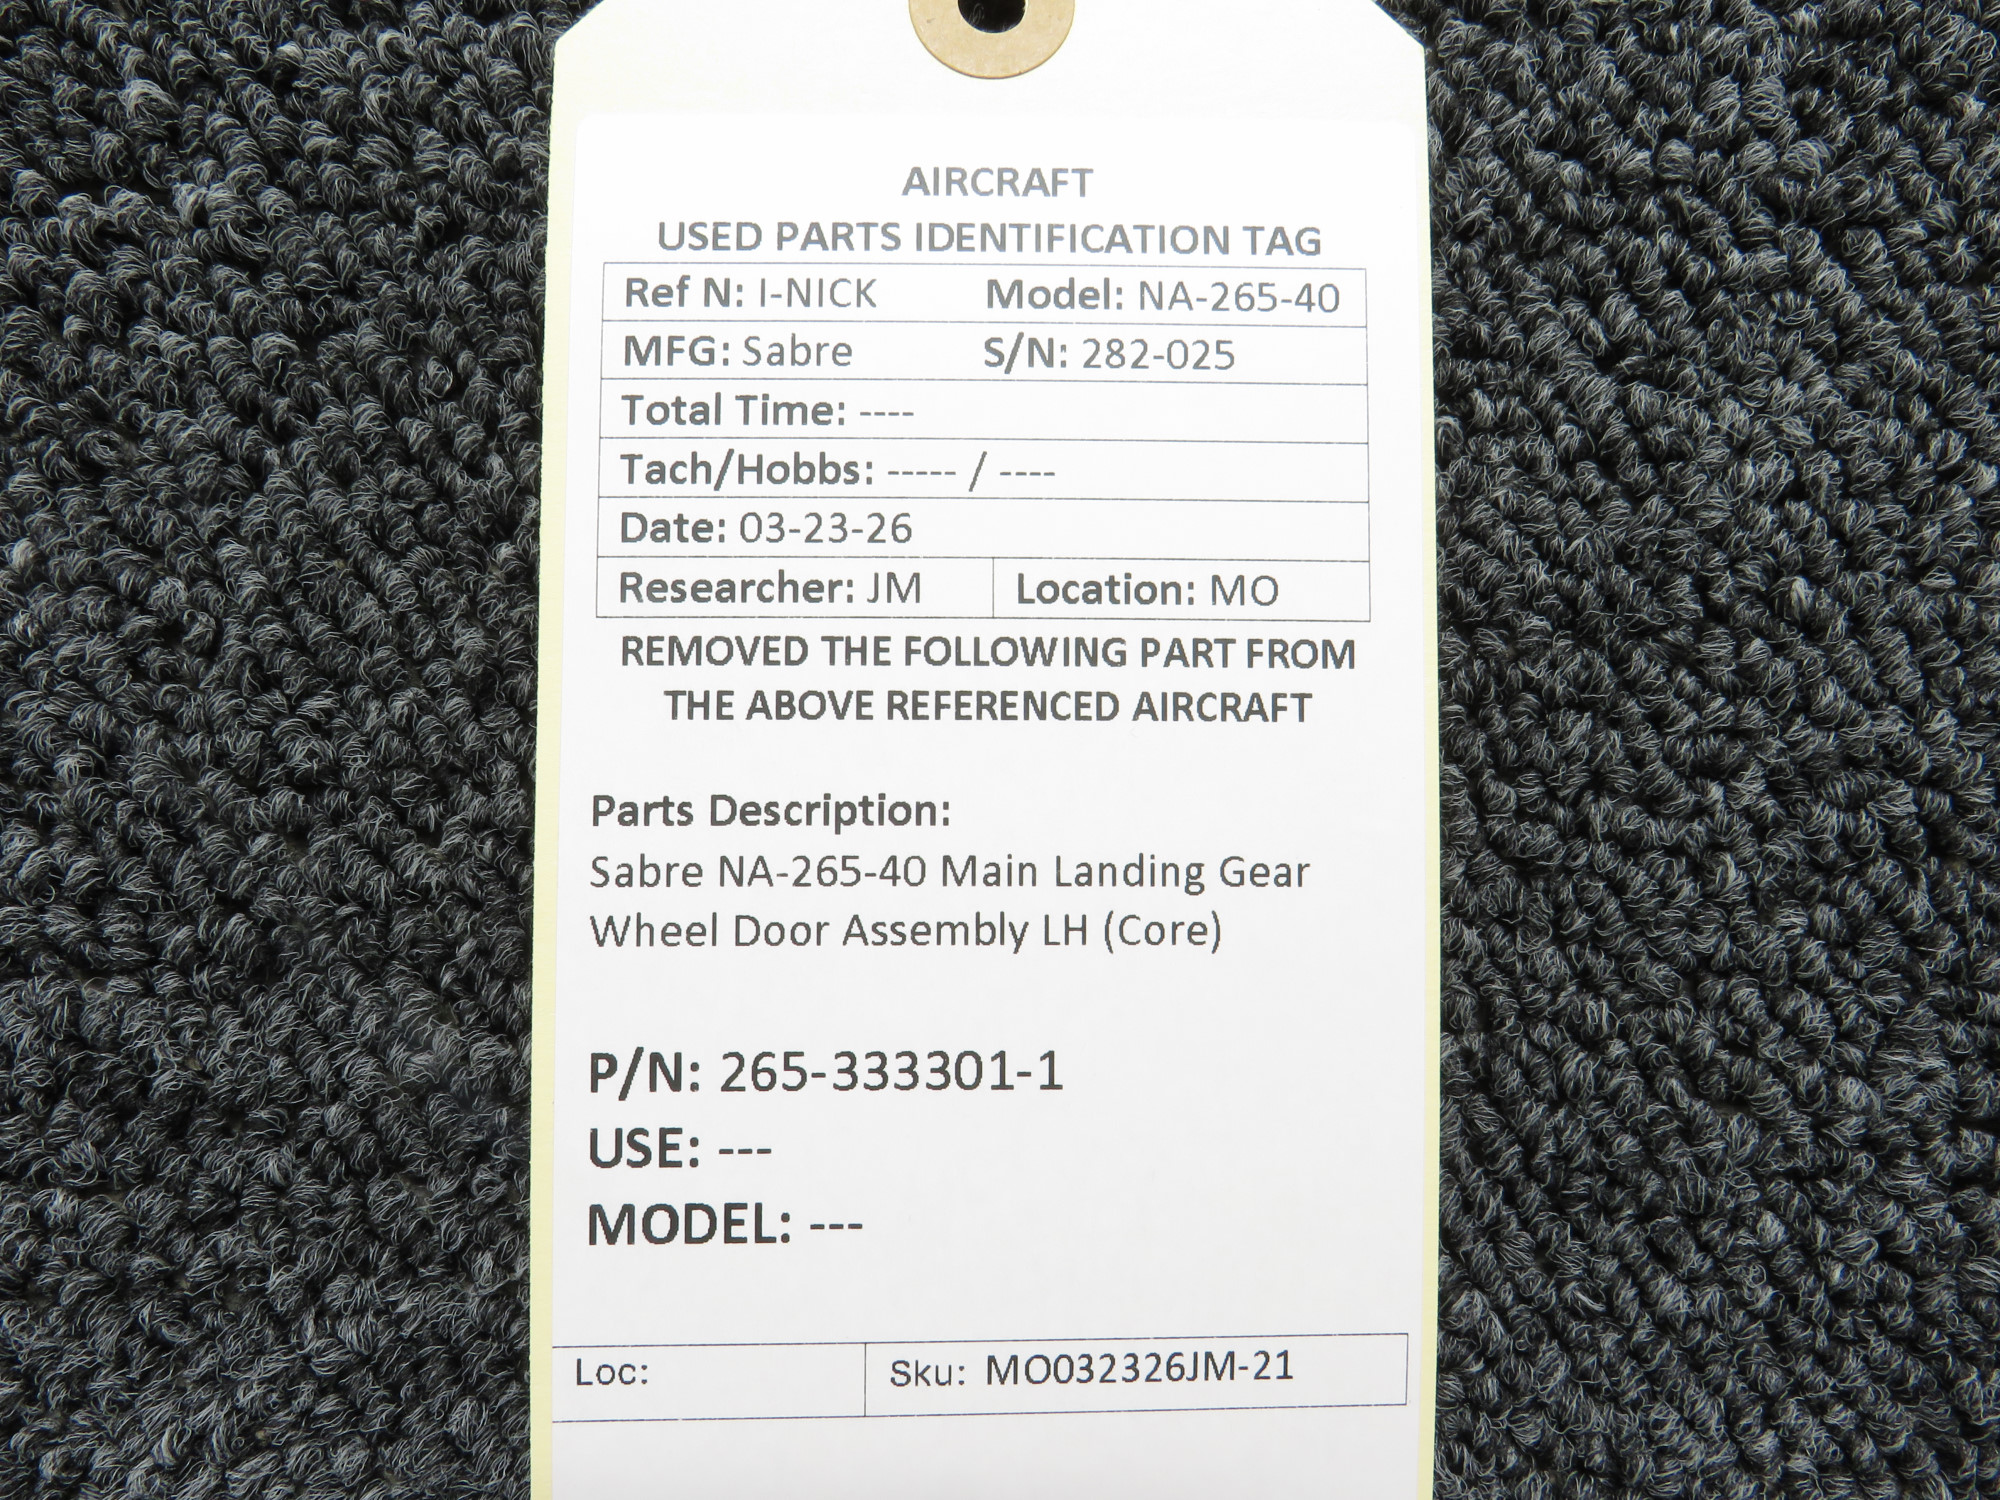 AIRCRAFT
USED PARTS IDENTIFICATION TAG
Ref N: I-NICK Model: NA-265-40
MFG: Sabre S/N: 282-025
Total Time: ----
Tach/Hobbs: ----- / ----
Date: 03-23-26
Researcher: JM Location: MO
REMOVED THE FOLLOWING PART FROM
THE ABOVE REFERENCED AIRCRAFT
Parts Description:
Sabre NA-265-40 Main Landing Gear
Wheel Door Assembly LH (Core)
P/N: 265-333301-1
USE: ---
MODEL: ---
Loc: Sku: MO032326JM-21